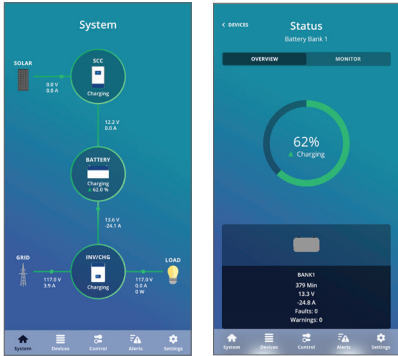 System
SOLAR
SCC
Charging
0.0 V
0.0 A
12.2 V
0.0 A
BATTERY
Charging
62.0 %
13.6 V
-24.1 A
GRID
INV/CHG
LOAD
Charging
117.0 V
3.9 A
117.0 V
0.0 A
0 W
System
Devices
Control
Alerts
Settings
< DEVICES
Status
Battery Bank 1
OVERVIEW
MONITOR
62%
Charging
BANK1
379 Min
13.3 V
-24.8 A
Faults: 0
Warnings: 0
System
Devices
Control
Alerts
Settings